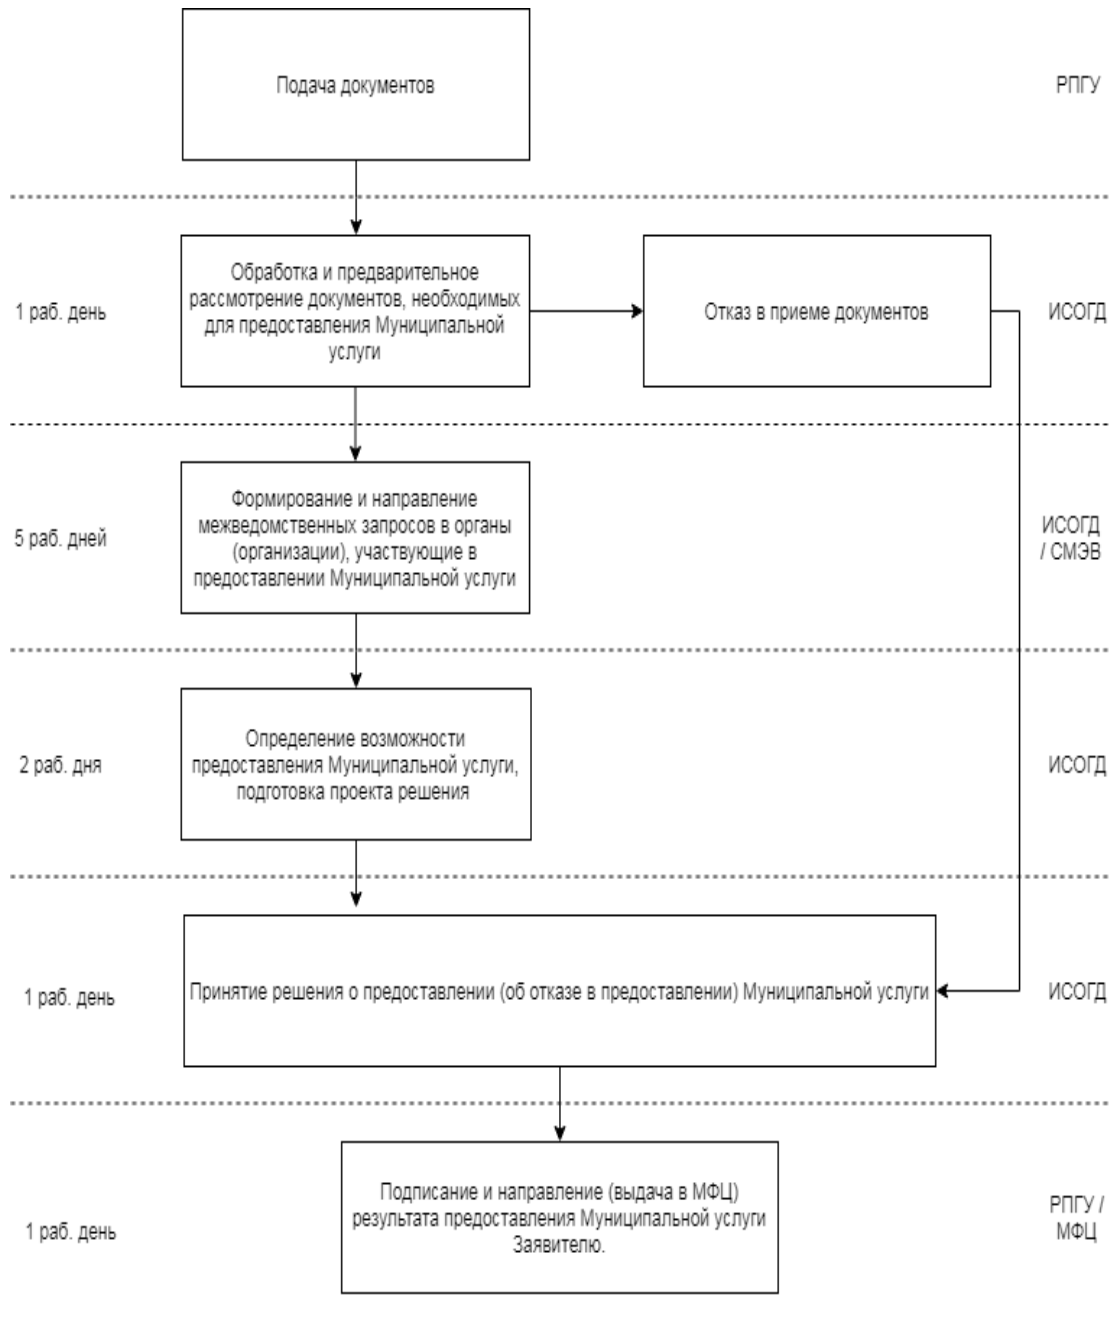 Подача документов
РПГУ
1 раб. день
Обработка и предварительное
рассмотрение документов, необходимых
для предоставления Муниципальной
услуги
Отказ в приеме документов
ИСОГД
5 раб. дней
Формирование и направление
межведомственных запросов в органы
(организации), участвующие в
предоставлении Муниципальной услуги
ИСОГД
/ СМЭВ
2 раб. дня
Определение возможности
предоставления Муниципальной услуги,
подготовка проекта решения
ИСОГД
1 раб. день
Принятие решения о предоставлении (об отказе в предоставлении) Муниципальной услуги
ИСОГД
1 раб. день
Подписание и направление (выдача в МФЦ)
результата предоставления Муниципальной услуги
Заявителю.
РПГУ /
МФЦ